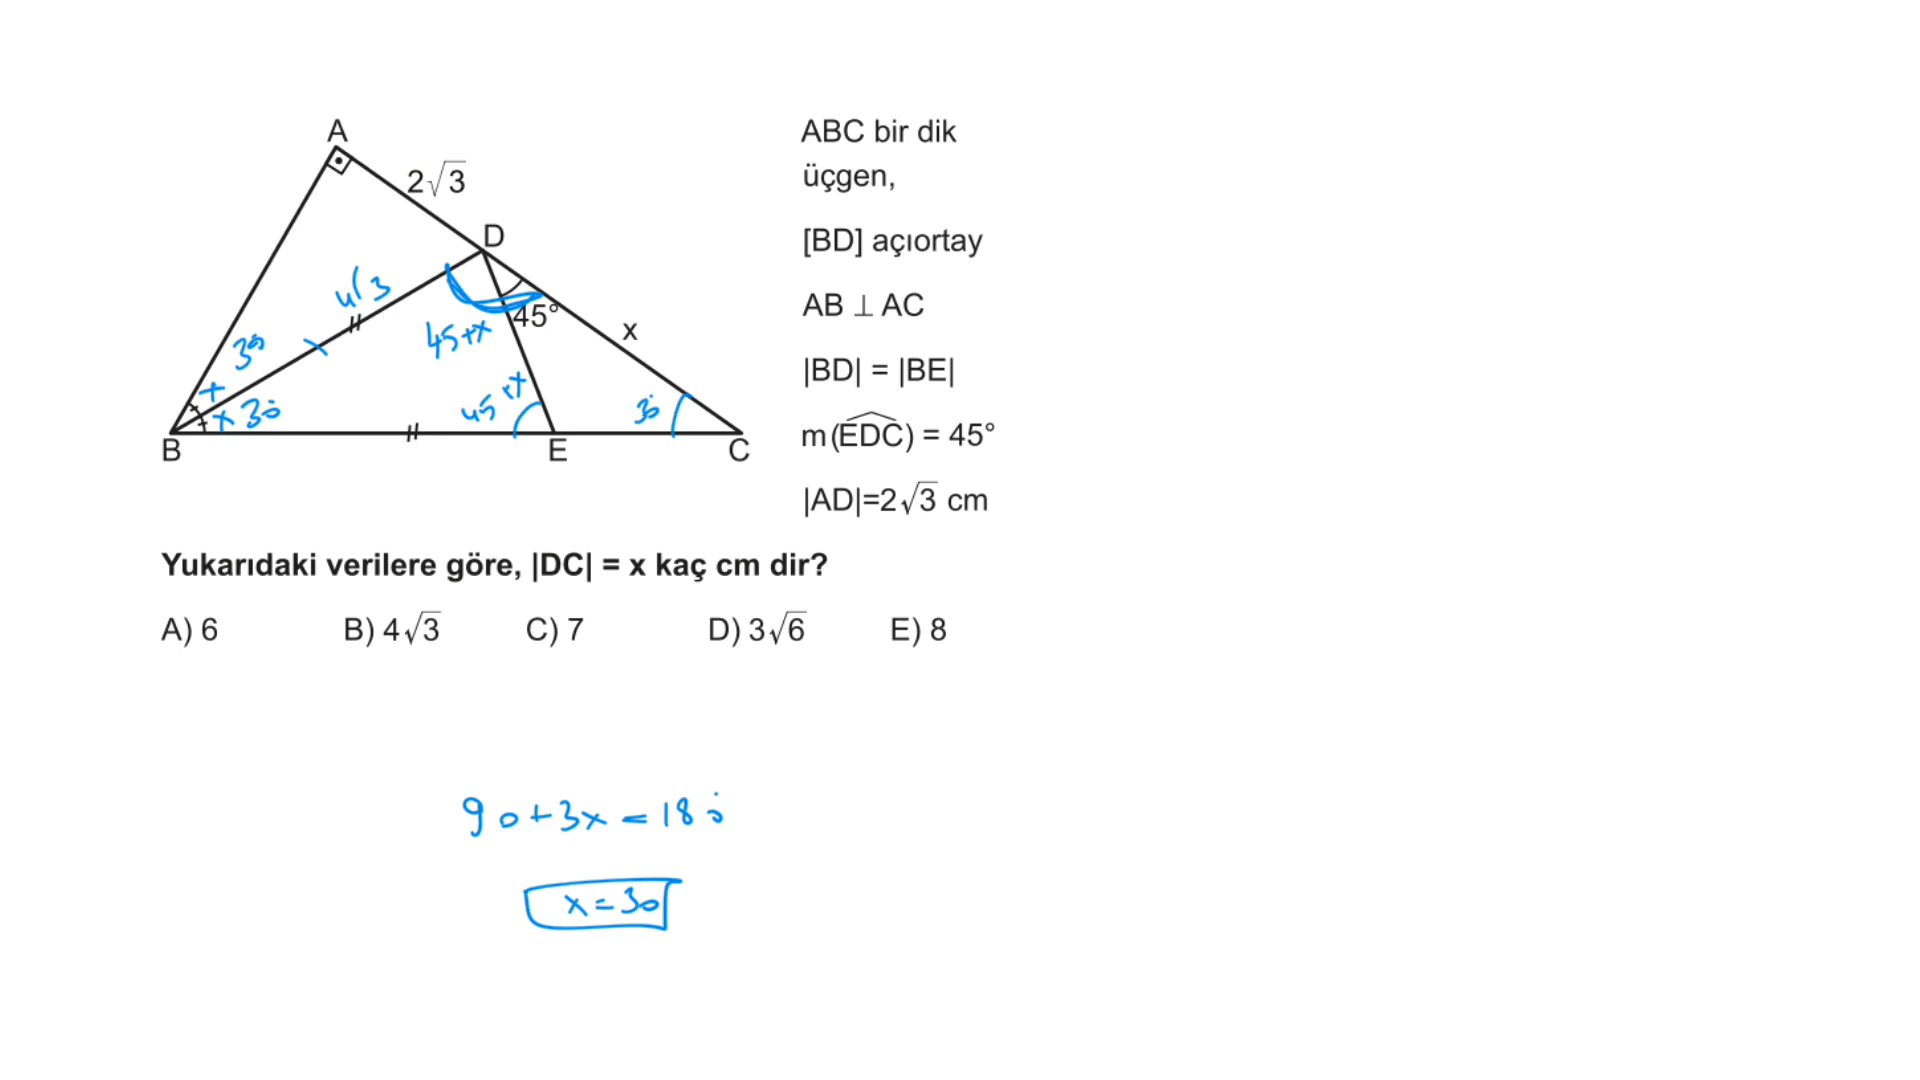 A
2√3
D
4√3
45°
x
45+x
30
x
x 30
45+x
30
B
E
C
ABC bir dik
üçgen,
[BD] açıortay
AB ⊥ AC
|BD| = |BE|
m(EDC) = 45°
|AD|=2√3 cm
Yukarıdaki verilere göre, |DC| = x kaç cm dir?
A) 6 B) 4√3 C) 7 D) 3√6 E) 8
90+3x=180
x=30